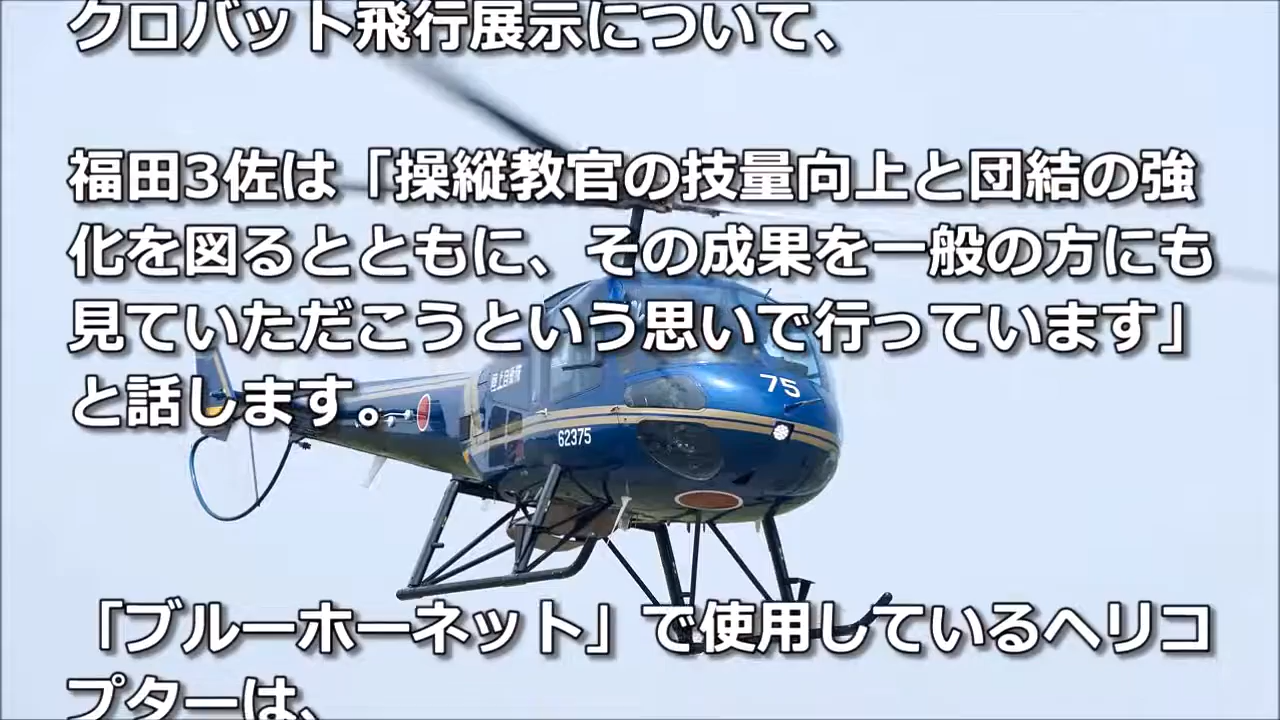 クロバット飛行展示について、
福田3佐は「操縦教官の技量向上と団結の強
化を図るとともに、その成果を一般の方にも
見ていただこうという思いで行っています」
と話します。
75
陸上自衛隊
62375
「ブルーホーネット」で使用しているヘリコ
プターは、